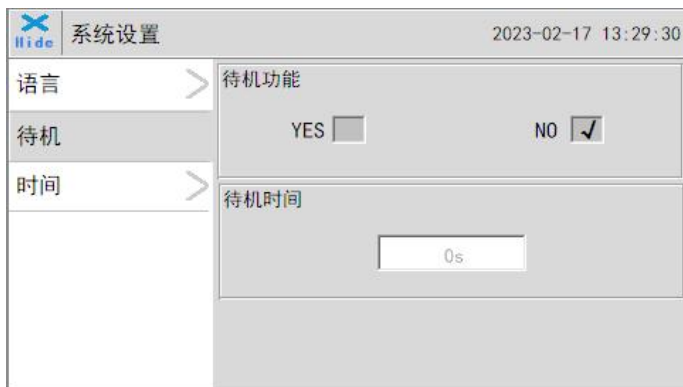 Hide 系统设置 2023-02-17 13:29:30
语言
待机
时间
待机功能
YES NO
待机时间
0s